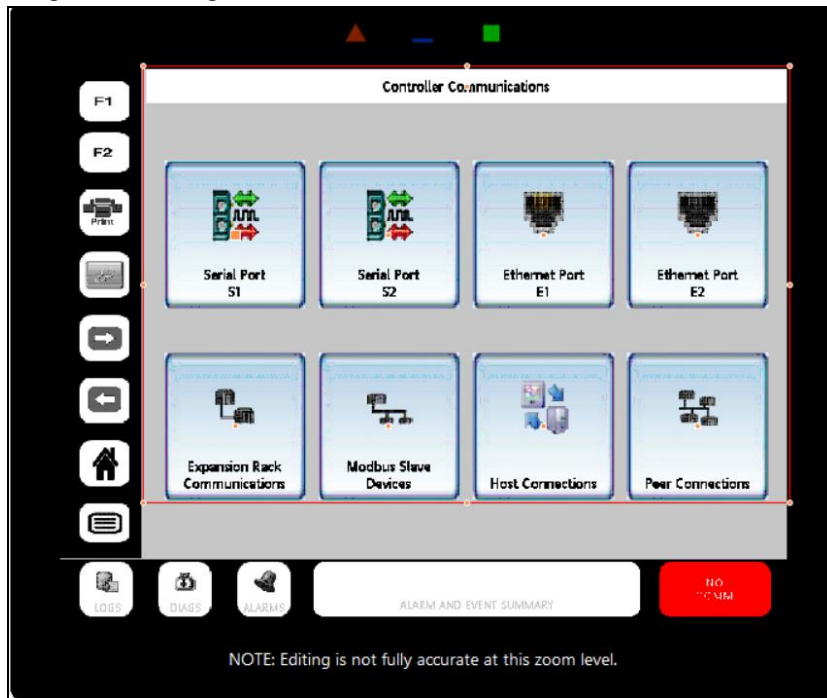 Controller Communications
F1
F2
Print
Serial Port
S1
Serial Port
S2
Ethernet Port
E1
Ethernet Port
E2
Expansion Rack
Communications
Modbus Slave
Devices
Host Connections
Peer Connections
LOGS
DIAGS
ALARMS
ALARM AND EVENT SUMMARY
NO
COMM
NOTE: Editing is not fully accurate at this zoom level.